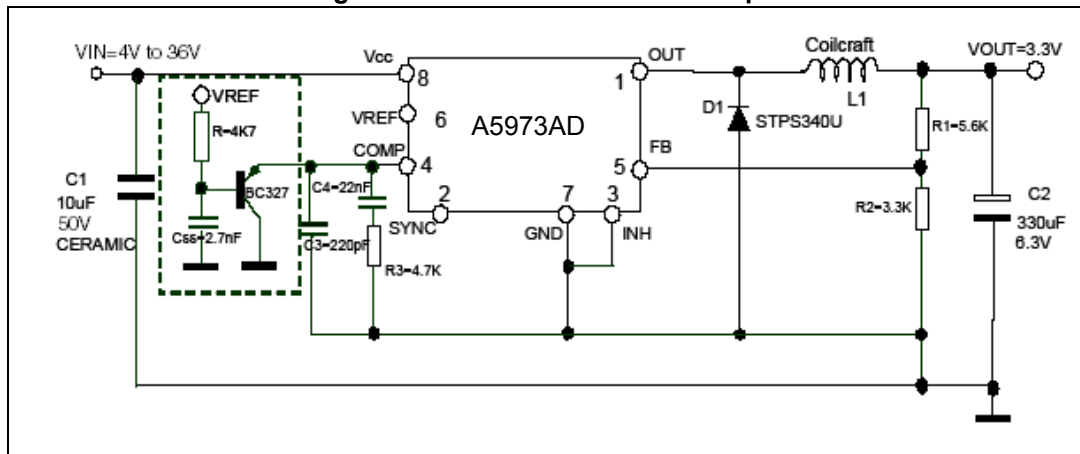 VIN=4V to 36V
Vcc
8
OUT
1
Coilcraft
L1
VOUT=3.3V
VREF
R=4K7
VREF
6
A5973AD
D1
STPS340U
R1=5.6K
COMP
4
FB
5
C1
10uF
50V
CERAMIC
BC327
C4=22nF
2
7
3
R2=3.3K
C2
330uF
6.3V
Css=2.7nF
C3=220pF
SYNC
GND
INH
R3=4.7K